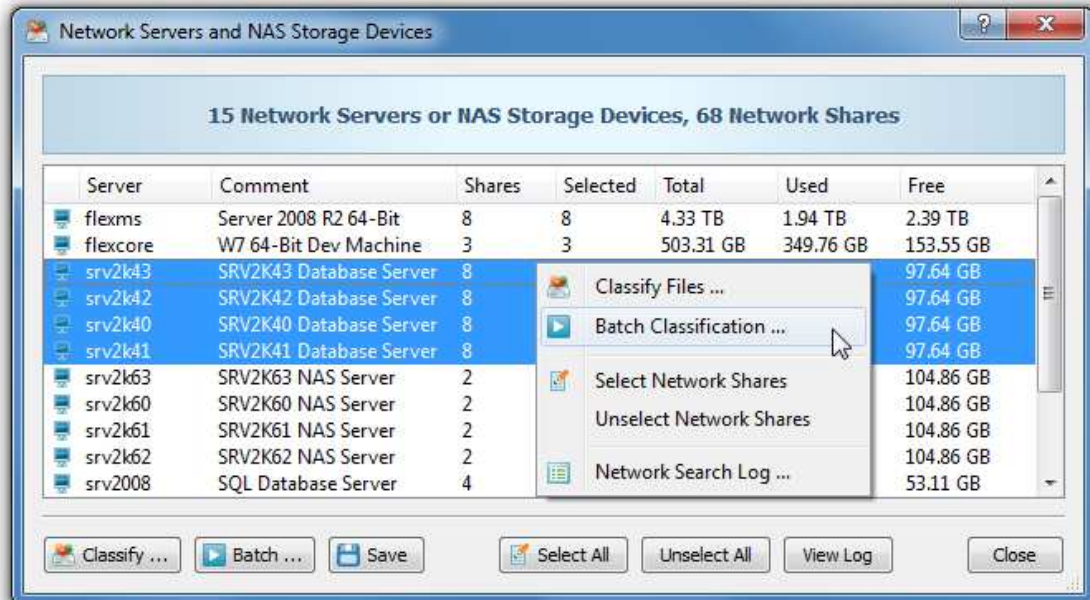 Network Servers and NAS Storage Devices
15 Network Servers or NAS Storage Devices, 68 Network Shares
Server Comment Shares Selected Total Used Free
flexms Server 2008 R2 64-Bit 8 8 4.33 TB 1.94 TB 2.39 TB
flexcore W7 64-Bit Dev Machine 3 3 503.31 GB 349.76 GB 153.55 GB
srv2k43 SRV2K43 Database Server 8 97.64 GB
srv2k42 SRV2K42 Database Server 8 97.64 GB
srv2k40 SRV2K40 Database Server 8 97.64 GB
srv2k41 SRV2K41 Database Server 8 97.64 GB
srv2k63 SRV2K63 NAS Server 2 104.86 GB
srv2k60 SRV2K60 NAS Server 2 104.86 GB
srv2k61 SRV2K61 NAS Server 2 104.86 GB
srv2k62 SRV2K62 NAS Server 2 104.86 GB
srv2008 SQL Database Server 4 53.11 GB
Classify Files ...
Batch Classification ...
Select Network Shares
Unselect Network Shares
Network Search Log ...
Classify ... Batch ... Save Select All Unselect All View Log Close